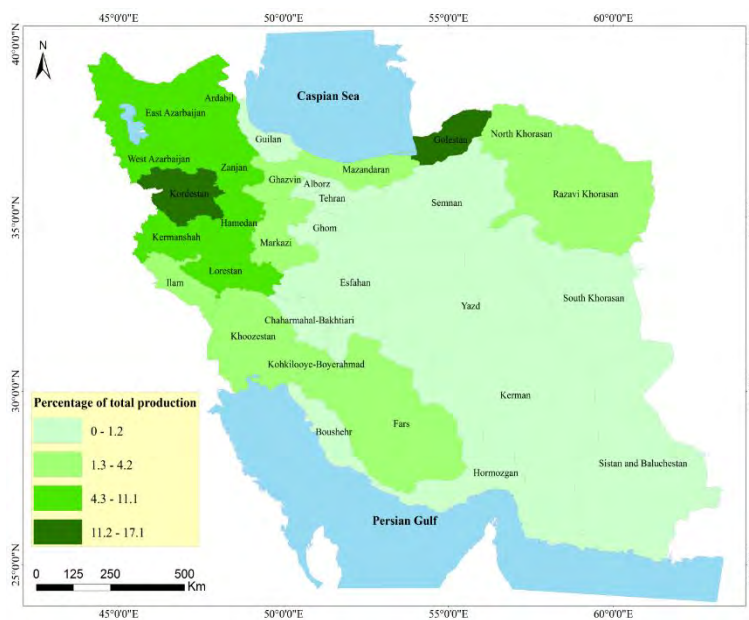 45°0'0"E 50°0'0"E 55°0'0"E 60°0'0"E
40°0'0"N
N
Caspian Sea
Ardabil
East Azarbaijan
Guilan
Golestan
North Khorasan
West Azarbaijan
Zanjan
Mazandaran
Ghazvin
Alborz
Kordestan
Tehran
Semnan
Razavi Khorasan
35°0'0"N
Hamedan
Ghom
Kermanshah
Markazi
Lorestan
Ilam
Esfahan
South Khorasan
Yazd
Chaharmahal-Bakhtiari
Khoozestan
Kohkilooye-Boyerahmad
30°0'0"N
Kerman
Fars
Boushehr
Sistan and Baluchestan
Hormozgan
Persian Gulf
Percentage of total production
0 - 1.2
1.3 - 4.2
4.3 - 11.1
11.2 - 17.1
25°0'0"N
0 125 250 500
Km
45°0'0"E 50°0'0"E 55°0'0"E 60°0'0"E